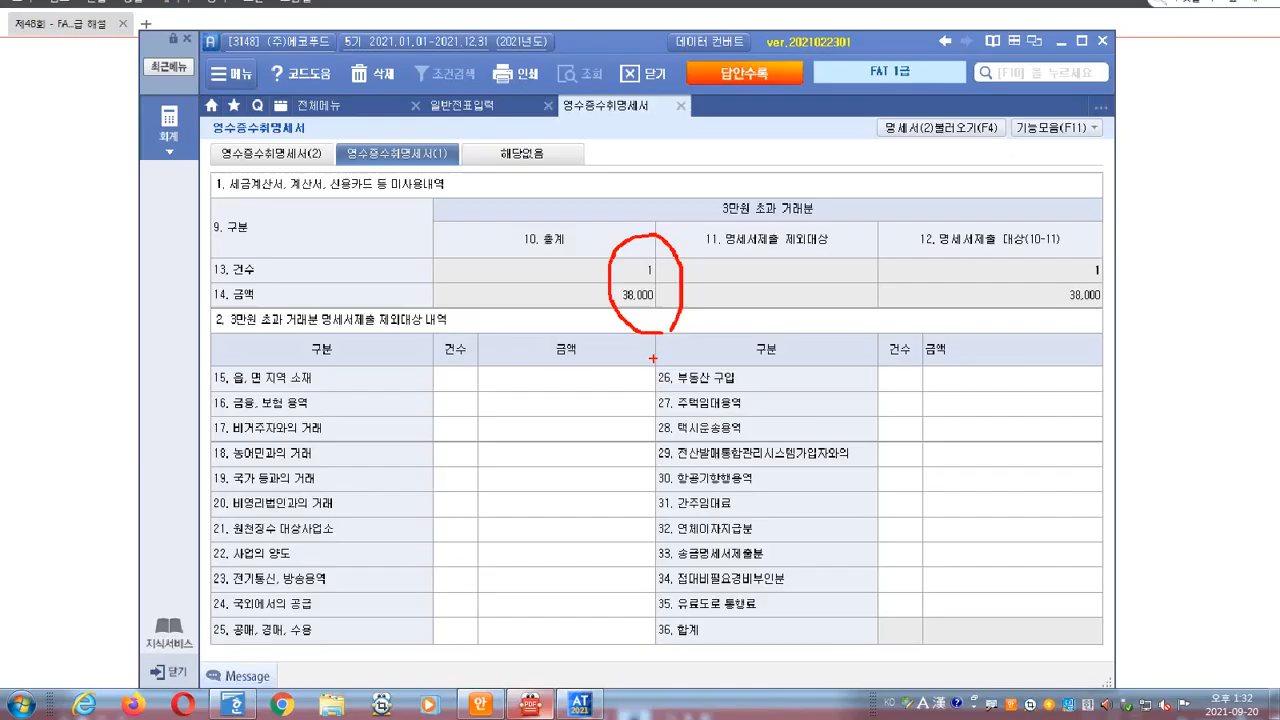 제48회 - FA...급 해설
[3148] (주)에코푸드
5기 2021.01.01-2021.12.31 (2021년도)
데이터 컨버트
ver.2021022301
최근메뉴
메뉴
코드도움
삭제
조건검색
인쇄
조회
닫기
답안수록
FAT 1급
[F10] 을 누르세요
회계
전체메뉴
일반전표입력
영수증수취명세서
영수증수취명세서
명세서(2)불러오기(F4)
기능모음(F11)
영수증수취명세서(2)
영수증수취명세서(1)
해당없음
1. 세금계산서, 계산서, 신용카드 등 미사용내역
9. 구분
3만원 초과 거래분
10. 총계
11. 명세서제출 제외대상
12. 명세서제출 대상(10-11)
13. 건수 1 1
14. 금액 38,000 38,000
2. 3만원 초과 거래분 명세서제출 제외대상 내역
구분 건수 금액 구분 건수 금액
15. 읍, 면 지역 소재 26. 부동산 구입
16. 금융, 보험 용역 27. 주택임대용역
17. 비거주자와의 거래 28. 택시운송용역
18. 농어민과의 거래 29. 전산발매통합관리시스템가입자와의
19. 국가 등과의 거래 30. 항공기항행용역
20. 비영리법인과의 거래 31. 간주임대료
21. 원천징수 대상사업소 32. 연체이자지급분
22. 사업의 양도 33. 송금명세서제출분
23. 전기통신, 방송용역 34. 접대비필요경비부인분
24. 국외에서의 공급 35. 유료도로 통행료
25. 공매, 경매, 수용 36. 합계
지식서비스
닫기
Message
오후 1:32
2021-09-20